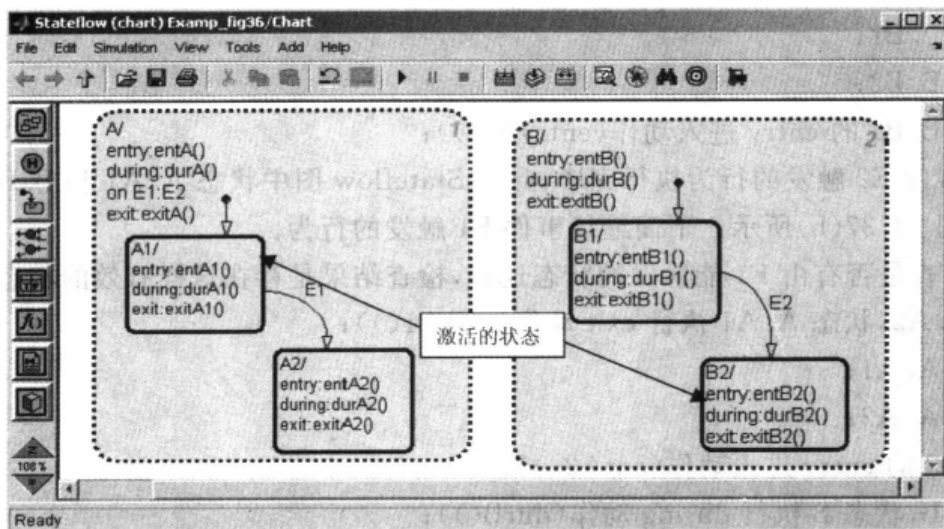 Stateflow (chart) Examp_fig36/Chart
File Edit Simulation View Tools Add Help
A/
1
entry:entA()
during:durA()
on E1:E2
exit:exitA()
A1/
entry:entA1()
during:durA1()
exit:exitA1()
E1
A2/
entry:entA2()
during:durA2()
exit:exitA2()
激活的状态
B/
2
entry:entB()
during:durB()
exit:exitB()
B1/
entry:entB1()
during:durB1()
exit:exitB1()
E2
B2/
entry:entB2()
during:durB2()
exit:exitB2()
108 %
Ready